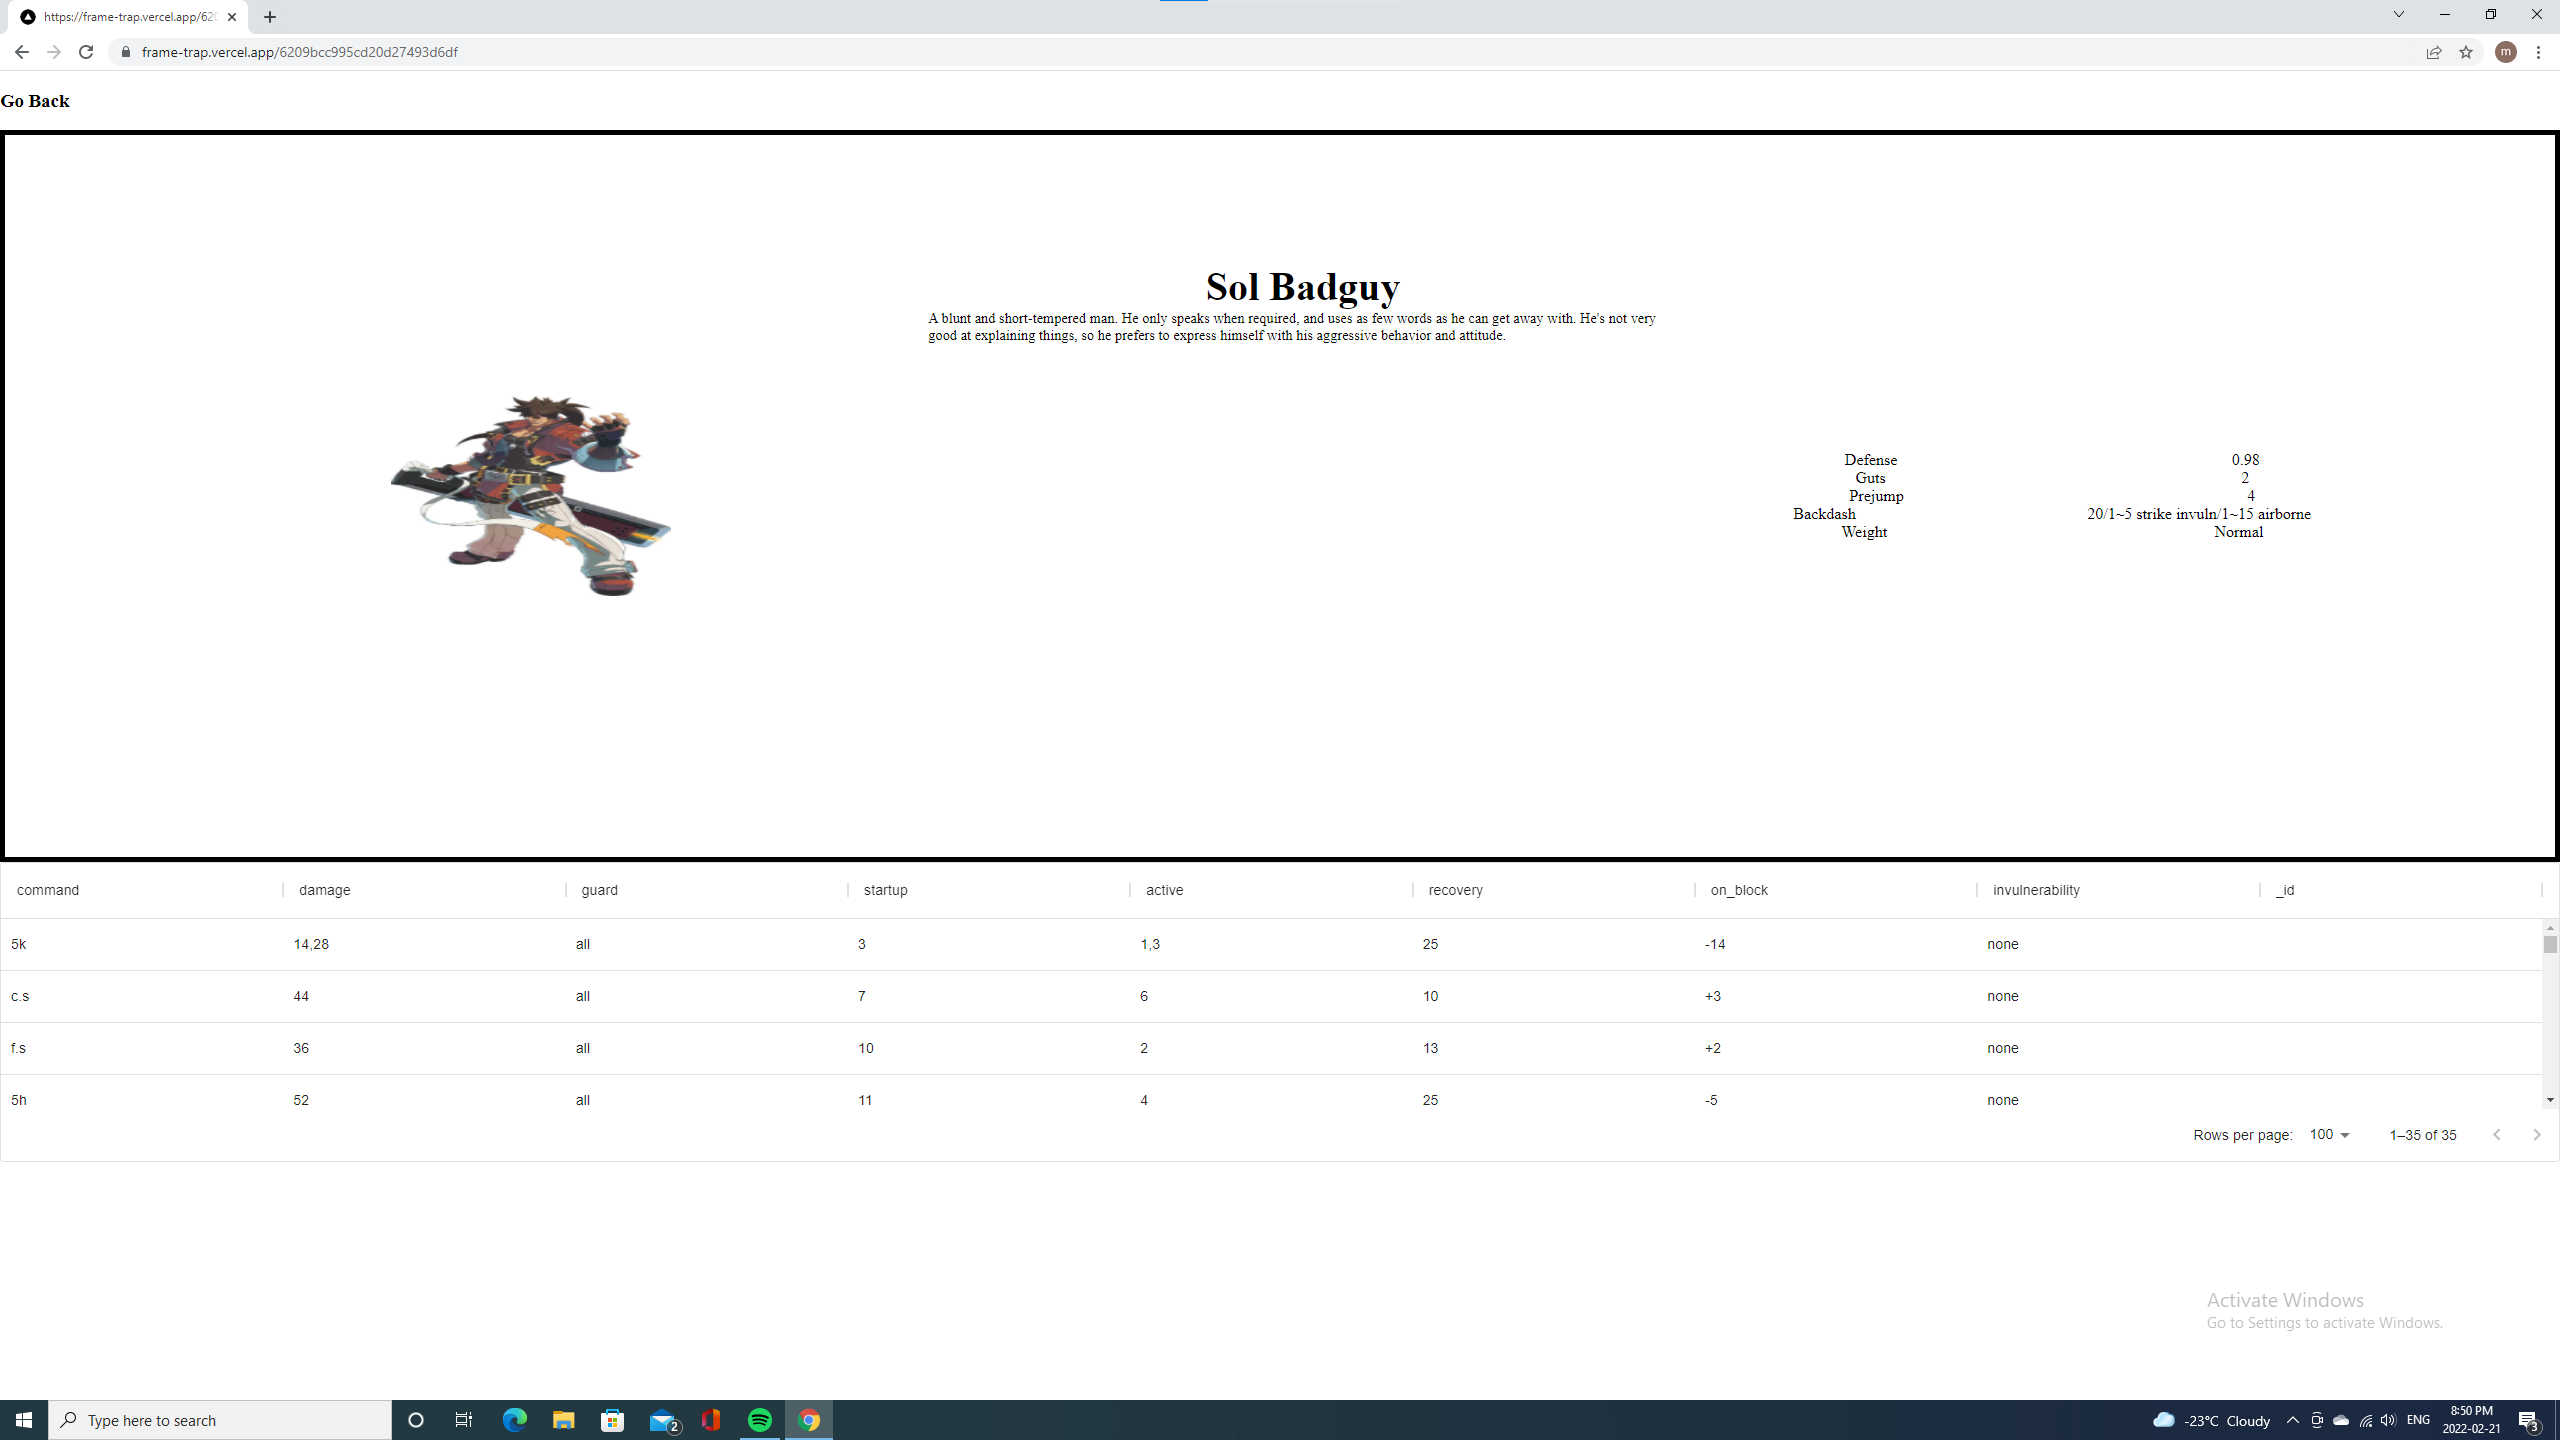 https://frame-trap.vercel.app/620
frame-trap.vercel.app/6209bcc995cd20d27493d6df
m
Go Back
Sol Badguy
A blunt and short-tempered man. He only speaks when required, and uses as few words as he can get away with. He's not very
good at explaining things, so he prefers to express himself with his aggressive behavior and attitude.
Defense 0.98
Guts 2
Prejump 4
Backdash 20/1~5 strike invuln/1~15 airborne
Weight Normal
command damage guard startup active recovery on_block invulnerability _id
5k 14,28 all 3 1,3 25 -14 none
c.s 44 all 7 6 10 +3 none
f.s 36 all 10 2 13 +2 none
5h 52 all 11 4 25 -5 none
Rows per page: 100 1–35 of 35
Activate Windows
Go to Settings to activate Windows.
Type here to search
2
-23°C Cloudy
ENG
8:50 PM
2022-02-21
3